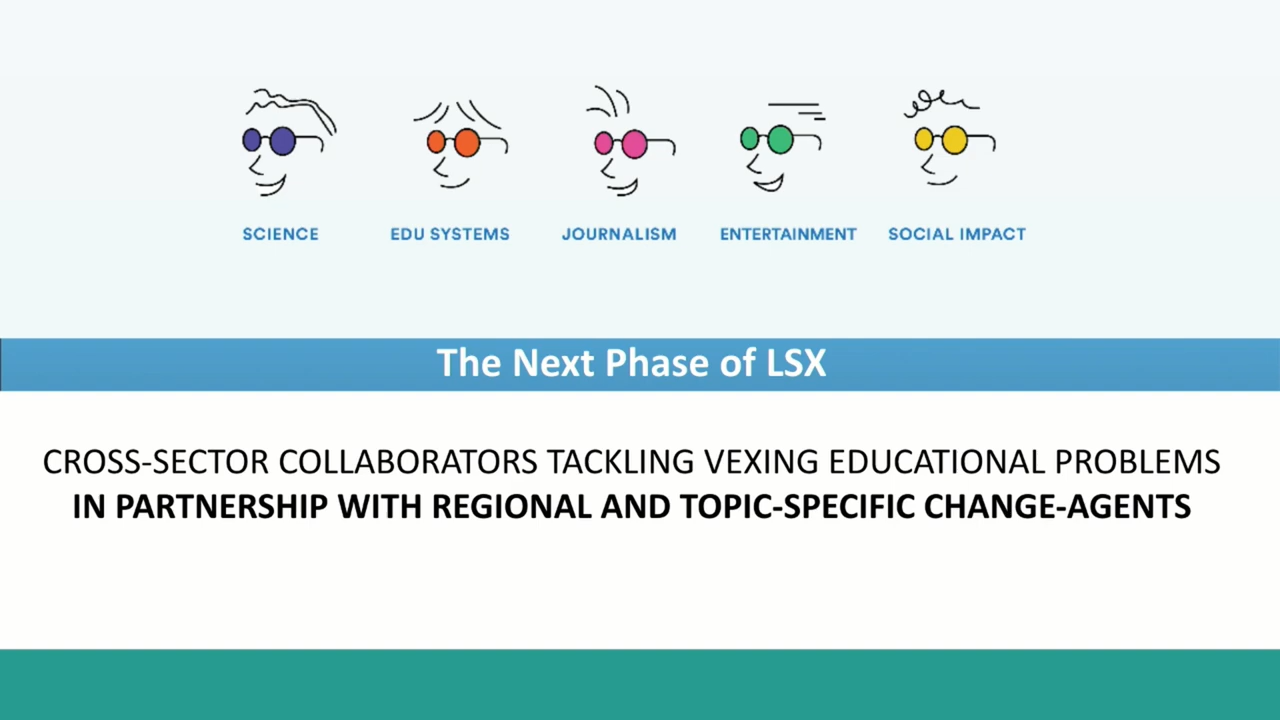 SCIENCE EDU SYSTEMS JOURNALISM ENTERTAINMENT SOCIAL IMPACT
The Next Phase of LSX
CROSS-SECTOR COLLABORATORS TACKLING VEXING EDUCATIONAL PROBLEMS
IN PARTNERSHIP WITH REGIONAL AND TOPIC-SPECIFIC CHANGE-AGENTS